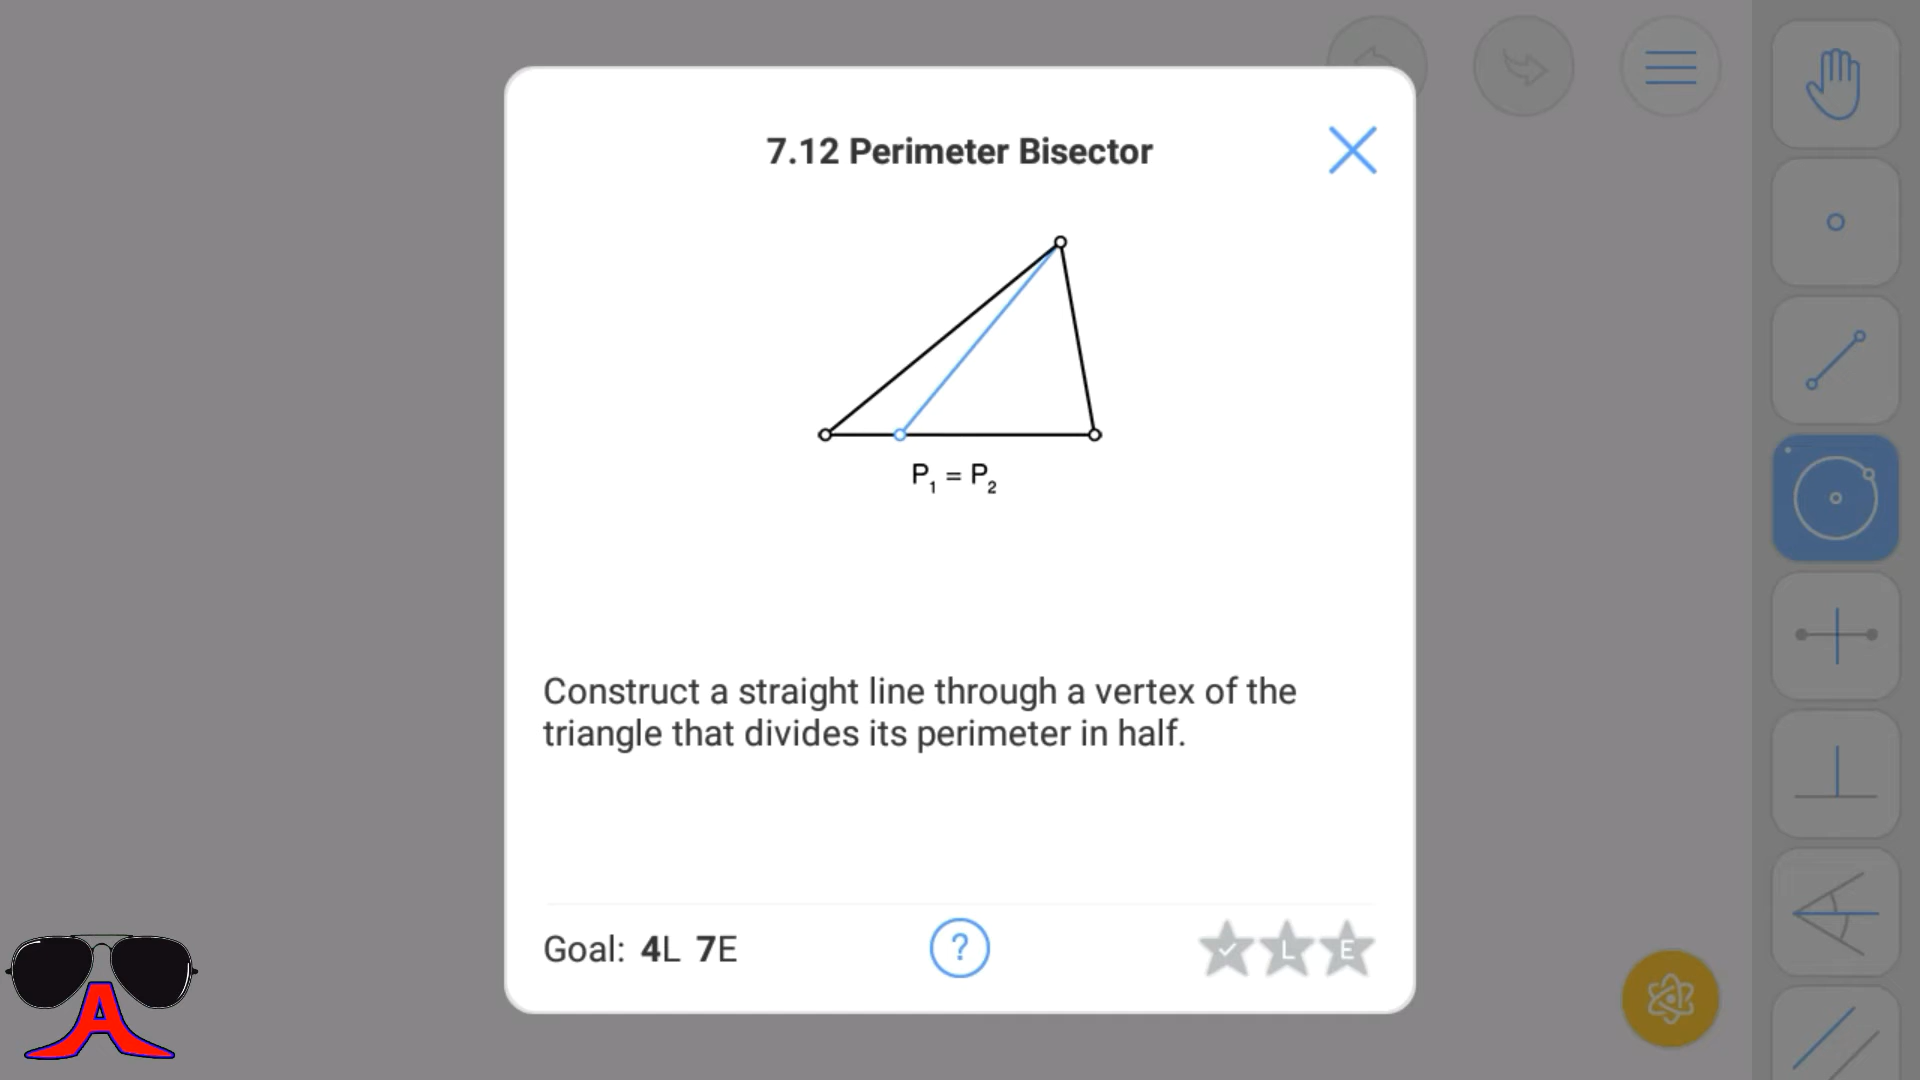 7.12 Perimeter Bisector
P₁ = P₂
Construct a straight line through a vertex of the
triangle that divides its perimeter in half.
Goal: 4L 7E
?
L E
A